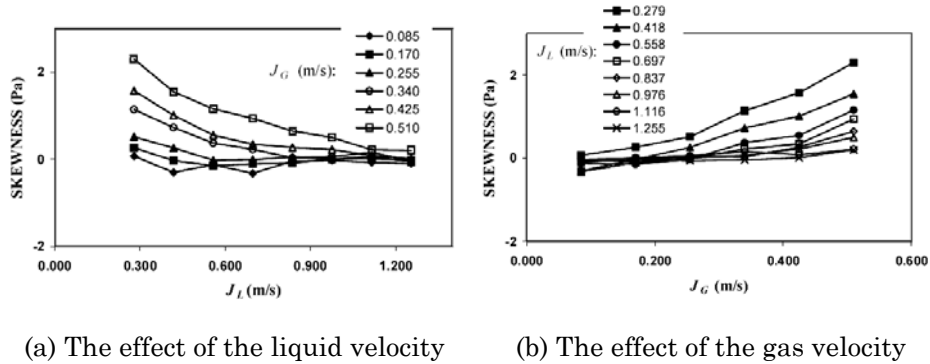 SKEWNESS (Pa)
2
0
-2
0.000 0.300 0.600 0.900 1.200
J_L (m/s)
J_G (m/s):
0.085
0.170
0.255
0.340
0.425
0.510
(a) The effect of the liquid velocity
SKEWNESS (Pa)
2
0
-2
0.000 0.200 0.400 0.600
J_G (m/s)
J_L (m/s):
0.279
0.418
0.558
0.697
0.837
0.976
1.116
1.255
(b) The effect of the gas velocity